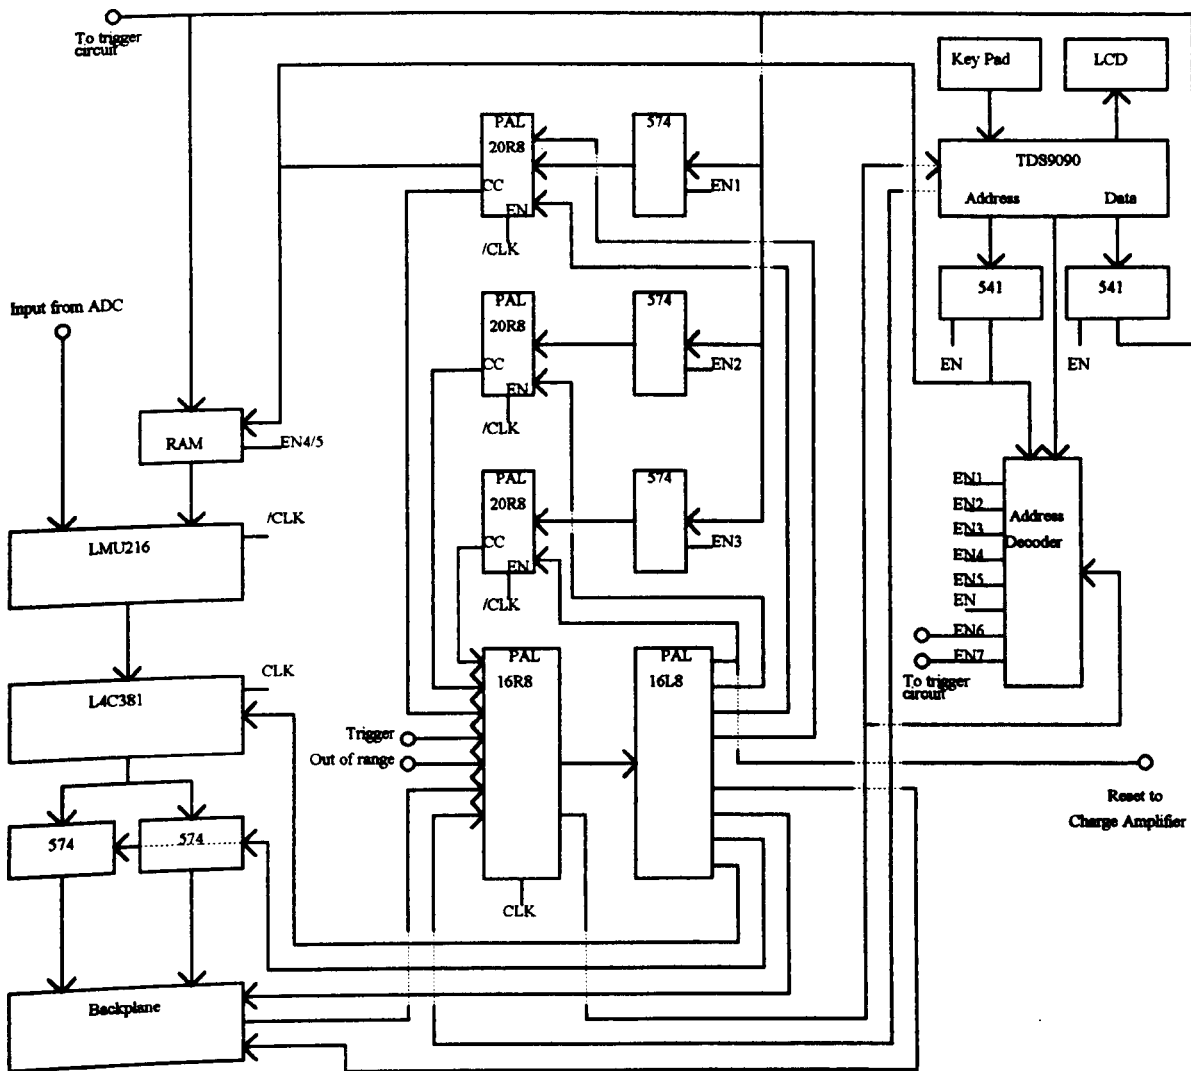 To trigger
circuit
Key Pad
LCD
PAL
20R8
CC
EN
/CLK
574
EN1
TDS9090
Address
Data
541
EN
541
EN
Input from ADC
PAL
20R8
CC
EN
/CLK
574
EN2
RAM
EN4/5
PAL
20R8
CC
EN
/CLK
574
EN3
EN1
EN2
EN3
EN4
EN5
EN
EN6
EN7
Address
Decoder
To trigger
circuit
LMU216
/CLK
L4C381
CLK
PAL
16R8
CLK
PAL
16L8
Trigger
Out of range
Reset to
Charge Amplifier
574
574
Backplane